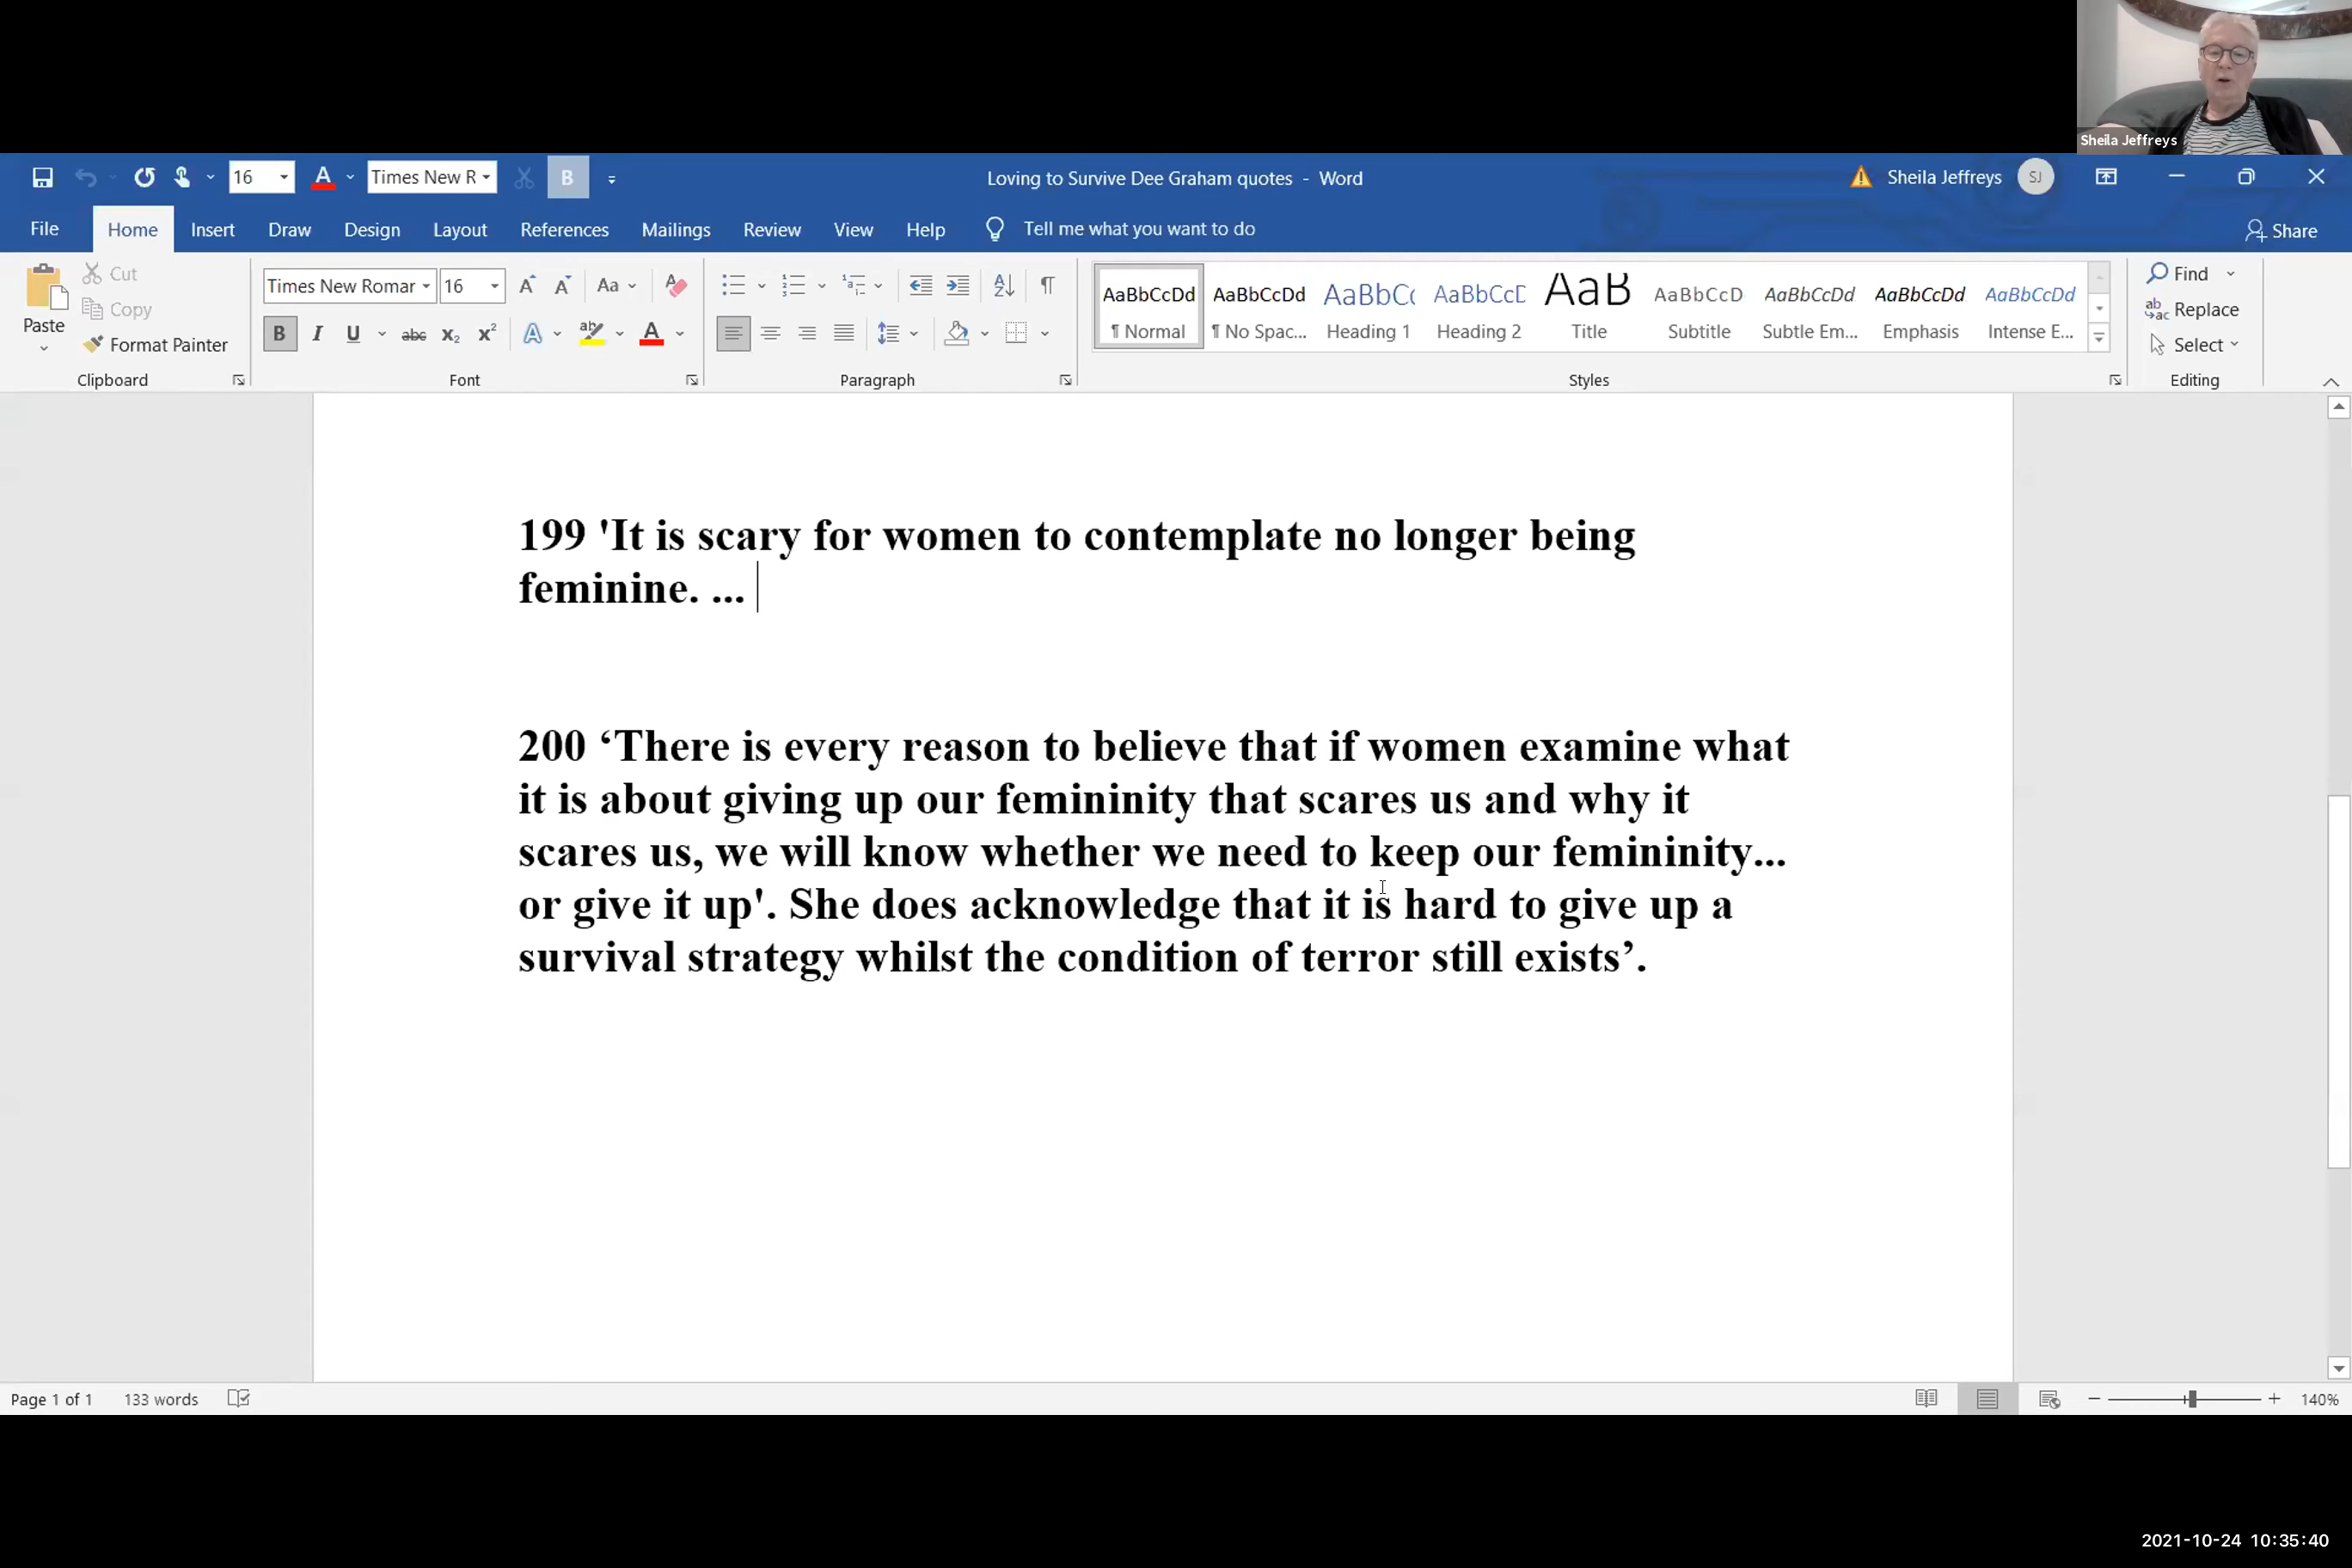 Sheila Jeffreys
16 A Times New R B Loving to Survive Dee Graham quotes - Word Sheila Jeffreys SJ
File Home Insert Draw Design Layout References Mailings Review View Help Tell me what you want to do Share
Paste Cut Copy Format Painter
Clipboard
Times New Romar 16 Aa
B I U abc x₂ x² A ab A
Font
Paragraph
AaBbCcDd AaBbCcDd AaBbC AaBbCcD AaB AaBbCcD AaBbCcDd AaBbCcDd AaBbCcDd
¶ Normal ¶ No Spac... Heading 1 Heading 2 Title Subtitle Subtle Em... Emphasis Intense E...
Styles
Find
Replace
Select
Editing
199 'It is scary for women to contemplate no longer being
feminine. ...
200 ‘There is every reason to believe that if women examine what
it is about giving up our femininity that scares us and why it
scares us, we will know whether we need to keep our femininity...
or give it up'. She does acknowledge that it is hard to give up a
survival strategy whilst the condition of terror still exists’.
Page 1 of 1 133 words 140%
2021-10-24 10:35:40